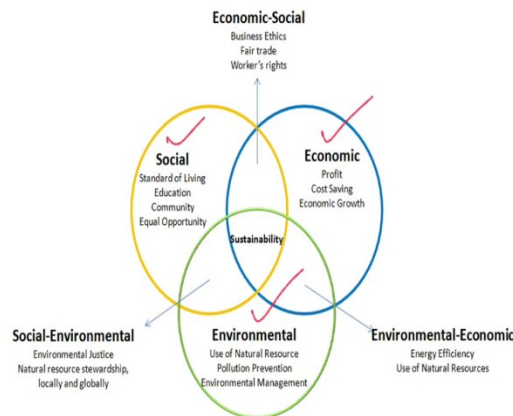 Economic-Social
Business Ethics
Fair trade
Worker's rights
Social
Standard of Living
Education
Community
Equal Opportunity
Economic
Profit
Cost Saving
Economic Growth
Sustainability
Social-Environmental
Environmental Justice
Natural resource stewardship,
locally and globally
Environmental
Use of Natural Resource
Pollution Prevention
Environmental Management
Environmental-Economic
Energy Efficiency
Use of Natural Resources